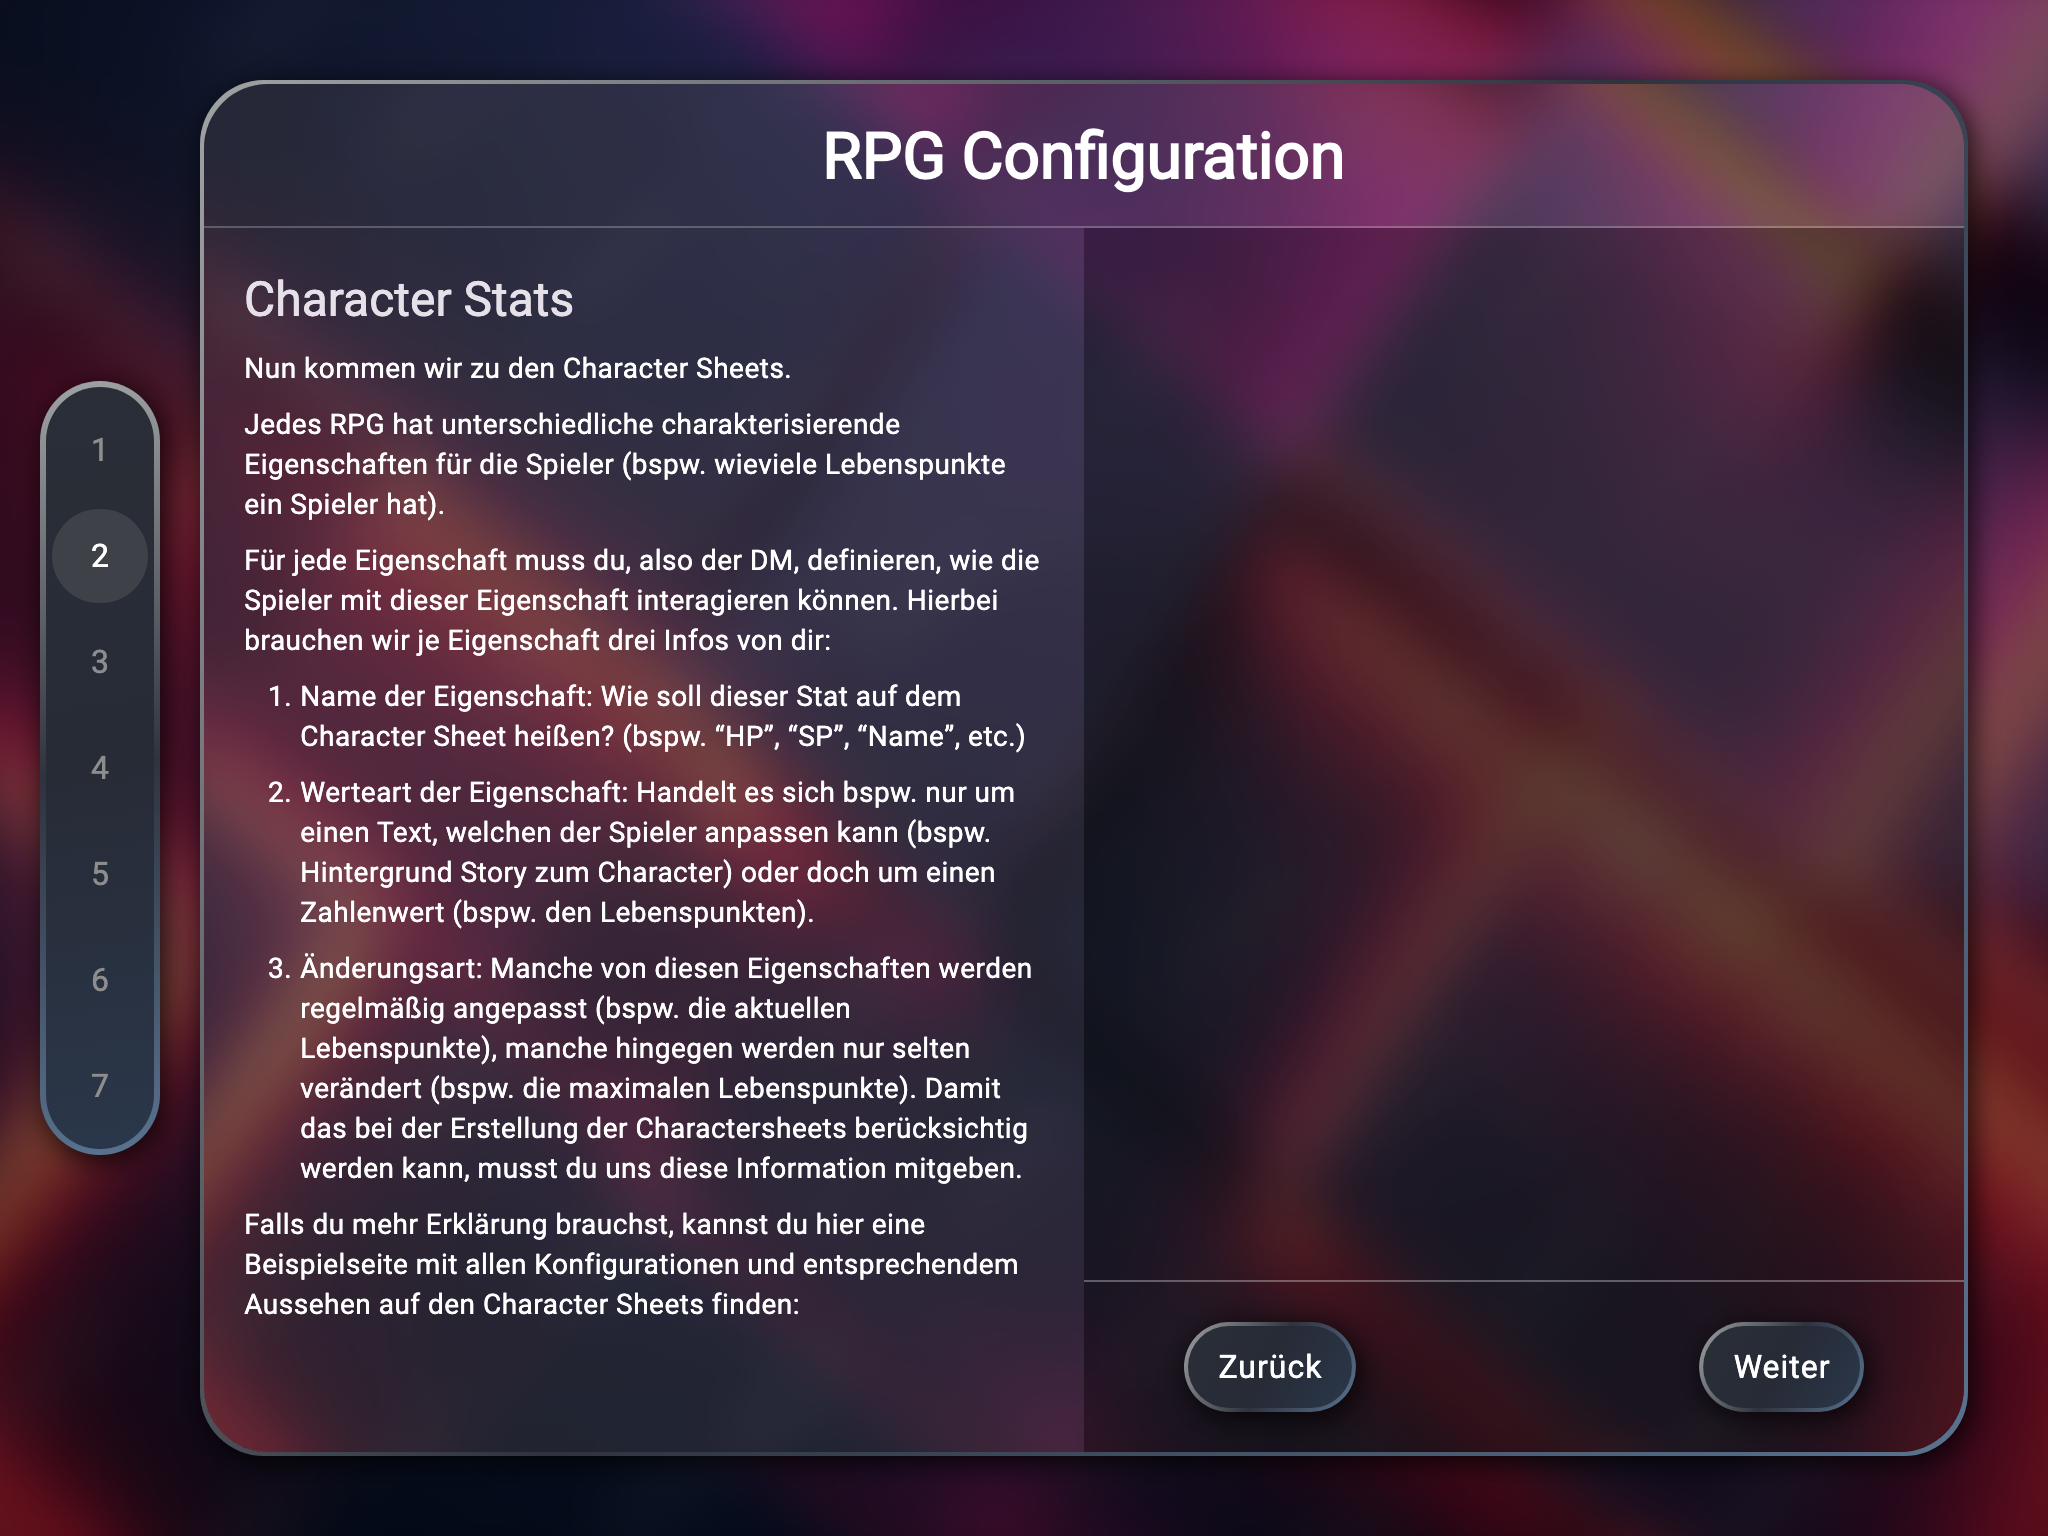 RPG Configuration
1
2
3
4
5
6
7
Character Stats
Nun kommen wir zu den Character Sheets.
Jedes RPG hat unterschiedliche charakterisierende
Eigenschaften für die Spieler (bspw. wieviele Lebenspunkte
ein Spieler hat).
Für jede Eigenschaft muss du, also der DM, definieren, wie die
Spieler mit dieser Eigenschaft interagieren können. Hierbei
brauchen wir je Eigenschaft drei Infos von dir:
1. Name der Eigenschaft: Wie soll dieser Stat auf dem
Character Sheet heißen? (bspw. “HP”, “SP”, “Name”, etc.)
2. Werteart der Eigenschaft: Handelt es sich bspw. nur um
einen Text, welchen der Spieler anpassen kann (bspw.
Hintergrund Story zum Character) oder doch um einen
Zahlenwert (bspw. den Lebenspunkten).
3. Änderungsart: Manche von diesen Eigenschaften werden
regelmäßig angepasst (bspw. die aktuellen
Lebenspunkte), manche hingegen werden nur selten
verändert (bspw. die maximalen Lebenspunkte). Damit
das bei der Erstellung der Charactersheets berücksichtig
werden kann, musst du uns diese Information mitgeben.
Falls du mehr Erklärung brauchst, kannst du hier eine
Beispielseite mit allen Konfigurationen und entsprechendem
Aussehen auf den Character Sheets finden:
Zurück
Weiter